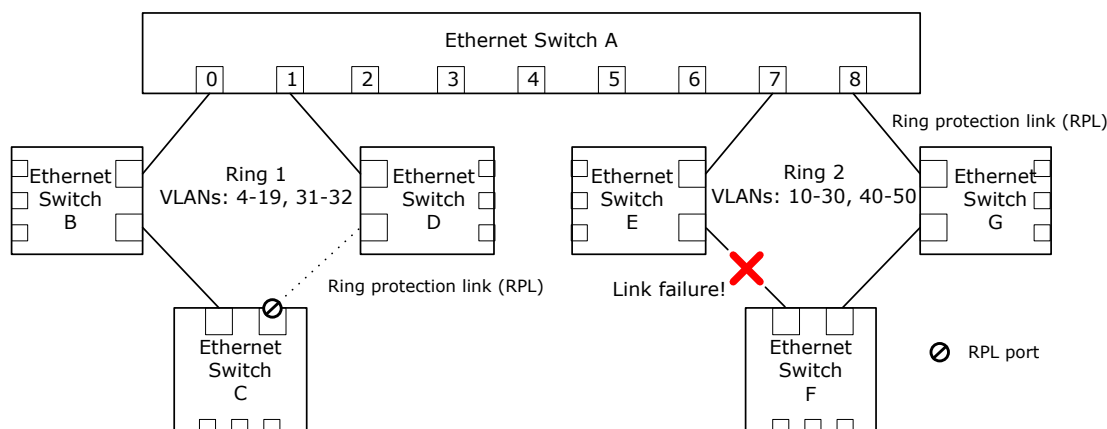 Ethernet Switch A
0 1 2 3 4 5 6 7 8
Ring protection link (RPL)
Ethernet
Switch
B
Ring 1
VLANs: 4-19, 31-32
Ethernet
Switch
D
Ethernet
Switch
E
Ring 2
VLANs: 10-30, 40-50
Ethernet
Switch
G
Ring protection link (RPL)
Link failure!
Ethernet
Switch
C
Ethernet
Switch
F
RPL port